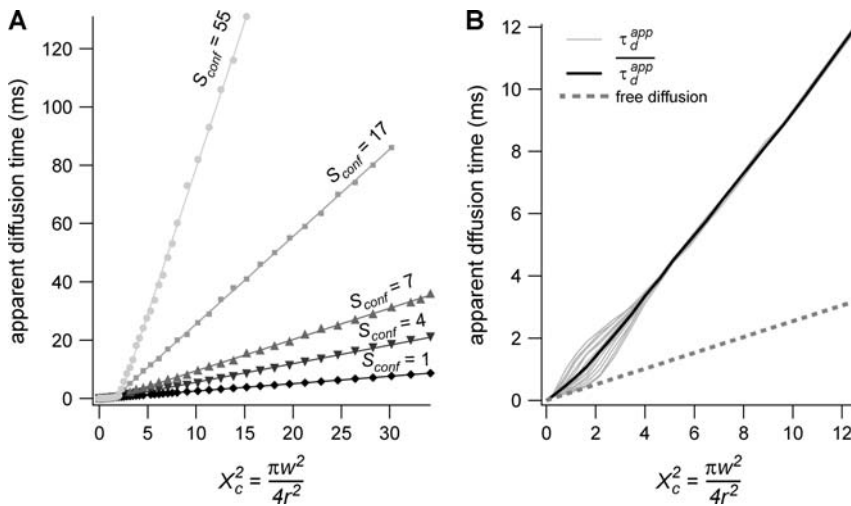 A
apparent diffusion time (ms)
120
100
80
60
40
20
0
S_conf = 55
S_conf = 17
S_conf = 7
S_conf = 4
S_conf = 1
0 5 10 15 20 25 30
X_c^2 = πw^2 / 4r^2
B
apparent dffusion time (ms)
12
10
8
6
4
2
0
τ_d^app
τ_d^app
free diffusion
0 2 4 6 8 10 12
X_c^2 = πw^2 / 4r^2